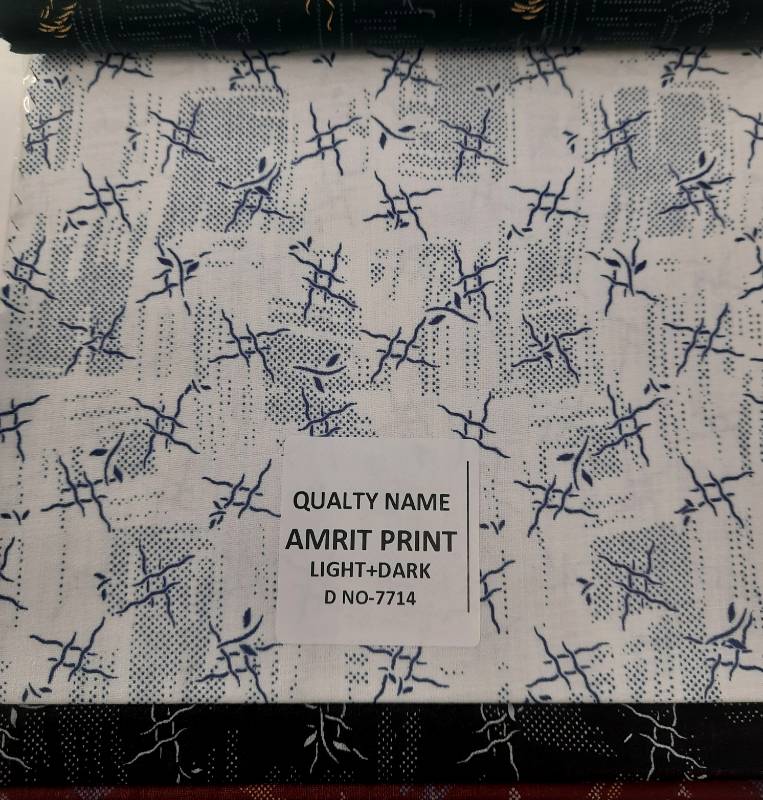 QUALTY NAME
AMRIT PRINT
LIGHT+DARK
D NO-7714